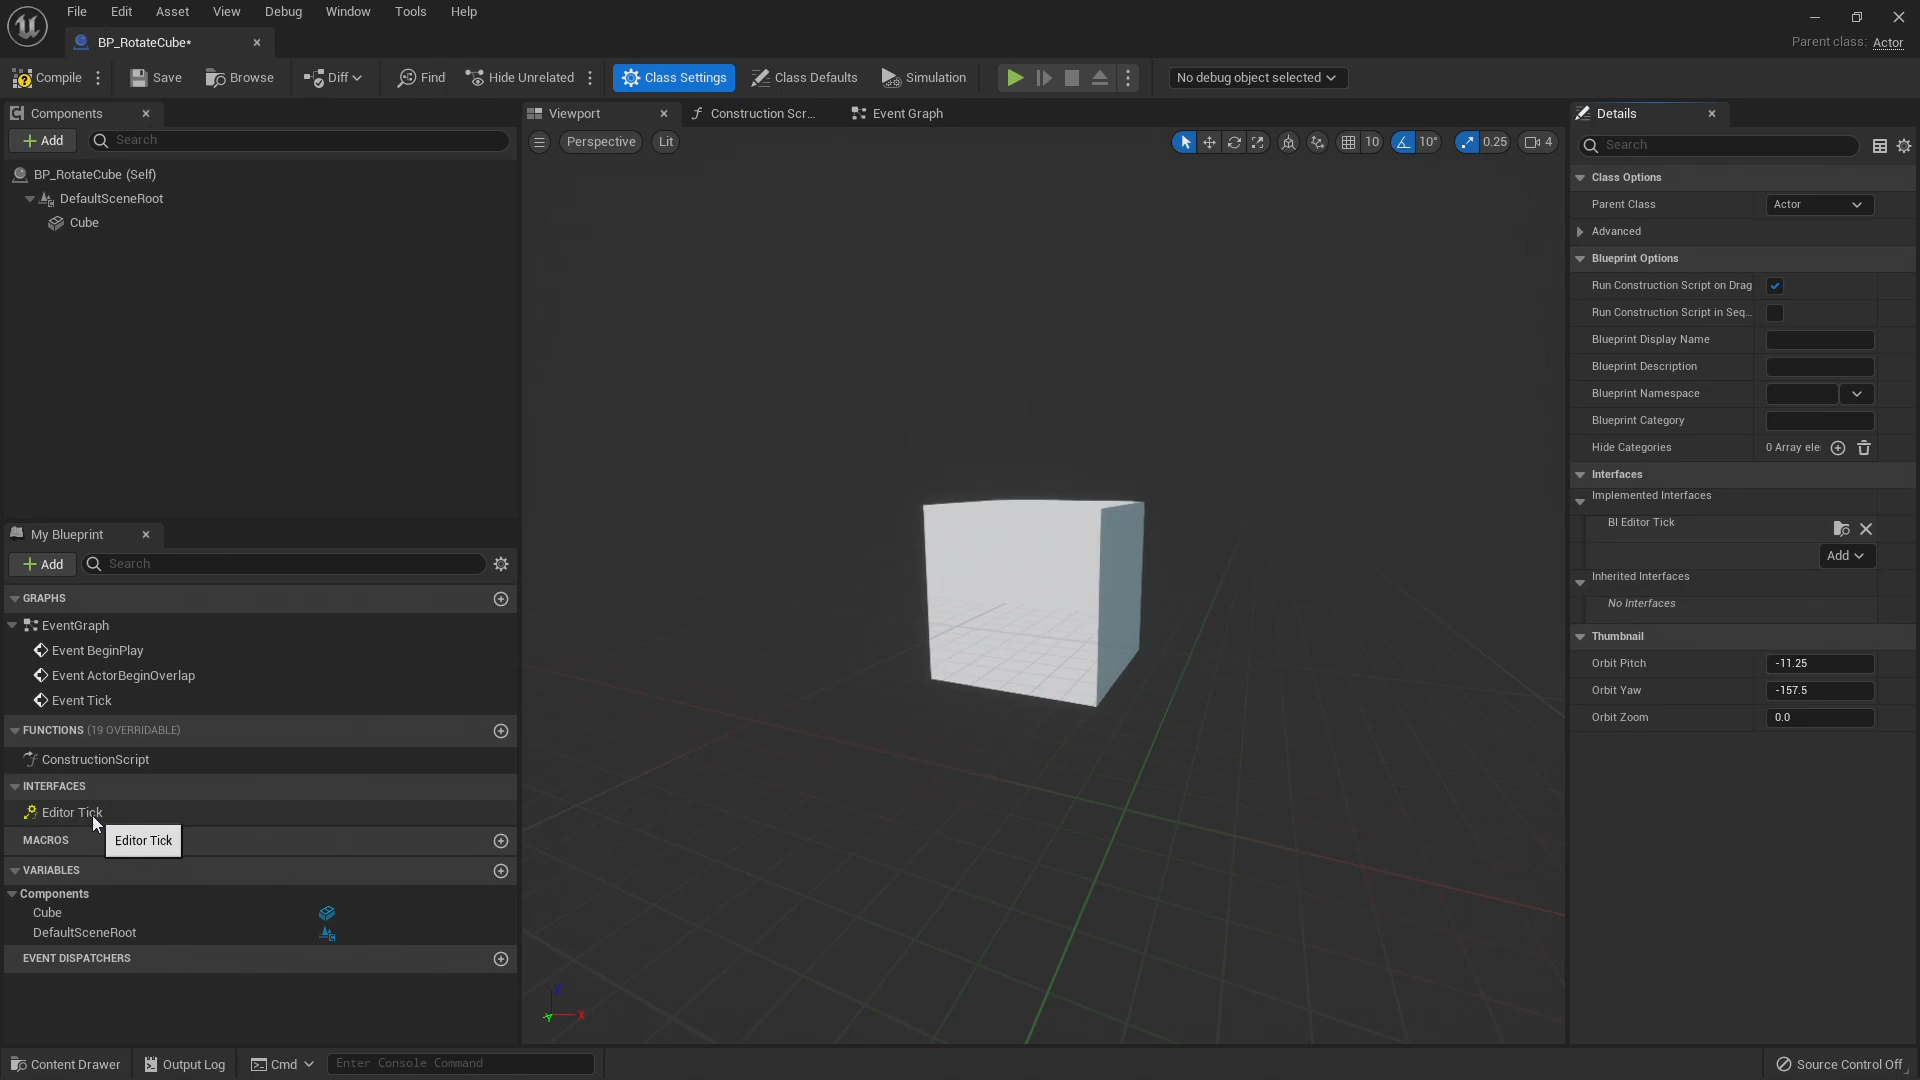 File Edit Asset View Debug Window Tools Help
BP_RotateCube*
Parent class: Actor
Compile Save Browse Diff Find Hide Unrelated Class Settings Class Defaults Simulation No debug object selected
Components
Viewport Construction Scr... Event Graph
Details
Add Search
Perspective Lit 10 10° 0.25 4
Search
BP_RotateCube (Self)
DefaultSceneRoot
Cube
Class Options
Parent Class Actor
Advanced
Blueprint Options
Run Construction Script on Drag
Run Construction Script in Seq...
Blueprint Display Name
Blueprint Description
Blueprint Namespace
Blueprint Category
Hide Categories 0 Array ele
Interfaces
Implemented Interfaces
BI Editor Tick
Add
Inherited Interfaces
No Interfaces
Thumbnail
Orbit Pitch -11.25
Orbit Yaw -157.5
Orbit Zoom 0.0
My Blueprint
Add Search
GRAPHS
EventGraph
Event BeginPlay
Event ActorBeginOverlap
Event Tick
FUNCTIONS (19 OVERRIDABLE)
ConstructionScript
INTERFACES
Editor Tick
Editor Tick
MACROS
VARIABLES
Components
Cube
DefaultSceneRoot
EVENT DISPATCHERS
Z
X
Y
Content Drawer Output Log Cmd Enter Console Command Source Control Off